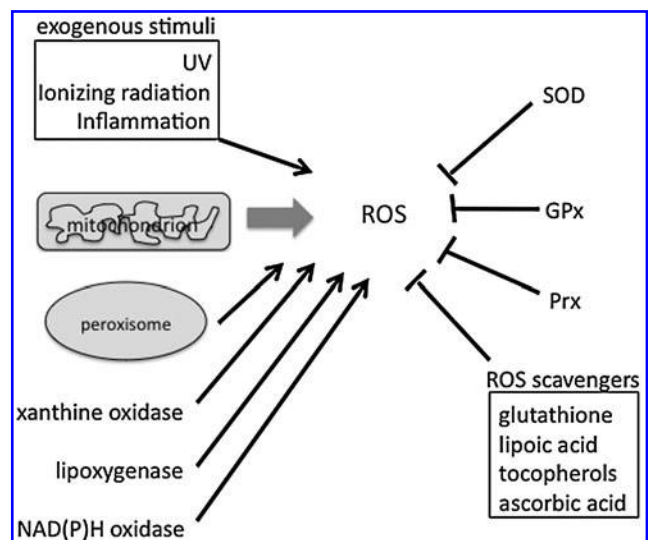 exogenous stimuli
UV
Ionizing radiation
Inflammation
mitochondrion
peroxisome
xanthine oxidase
lipoxygenase
NAD(P)H oxidase
ROS
SOD
GPx
Prx
ROS scavengers
glutathione
lipoic acid
tocopherols
ascorbic acid